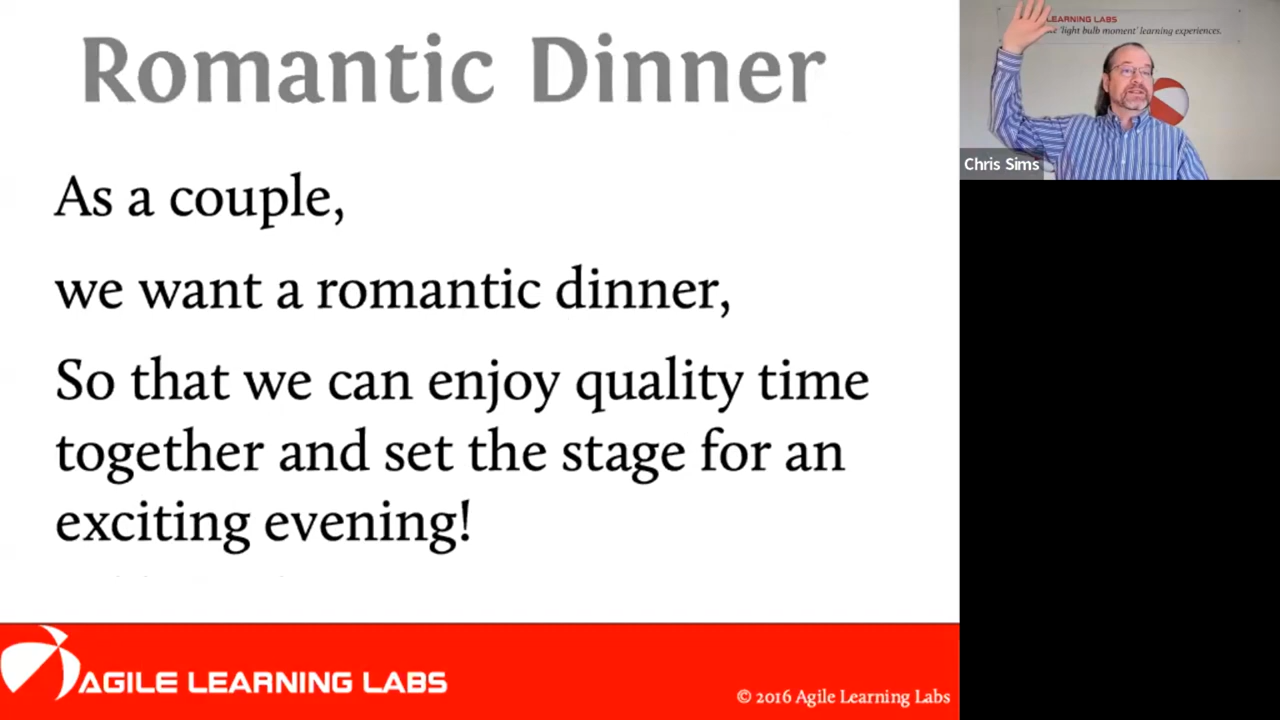 Romantic Dinner
As a couple,
we want a romantic dinner,
So that we can enjoy quality time
together and set the stage for an
exciting evening!
AGILE LEARNING LABS
© 2016 Agile Learning Labs
LEARNING LABS
'light bulb moment' learning experiences.
Chris Sims